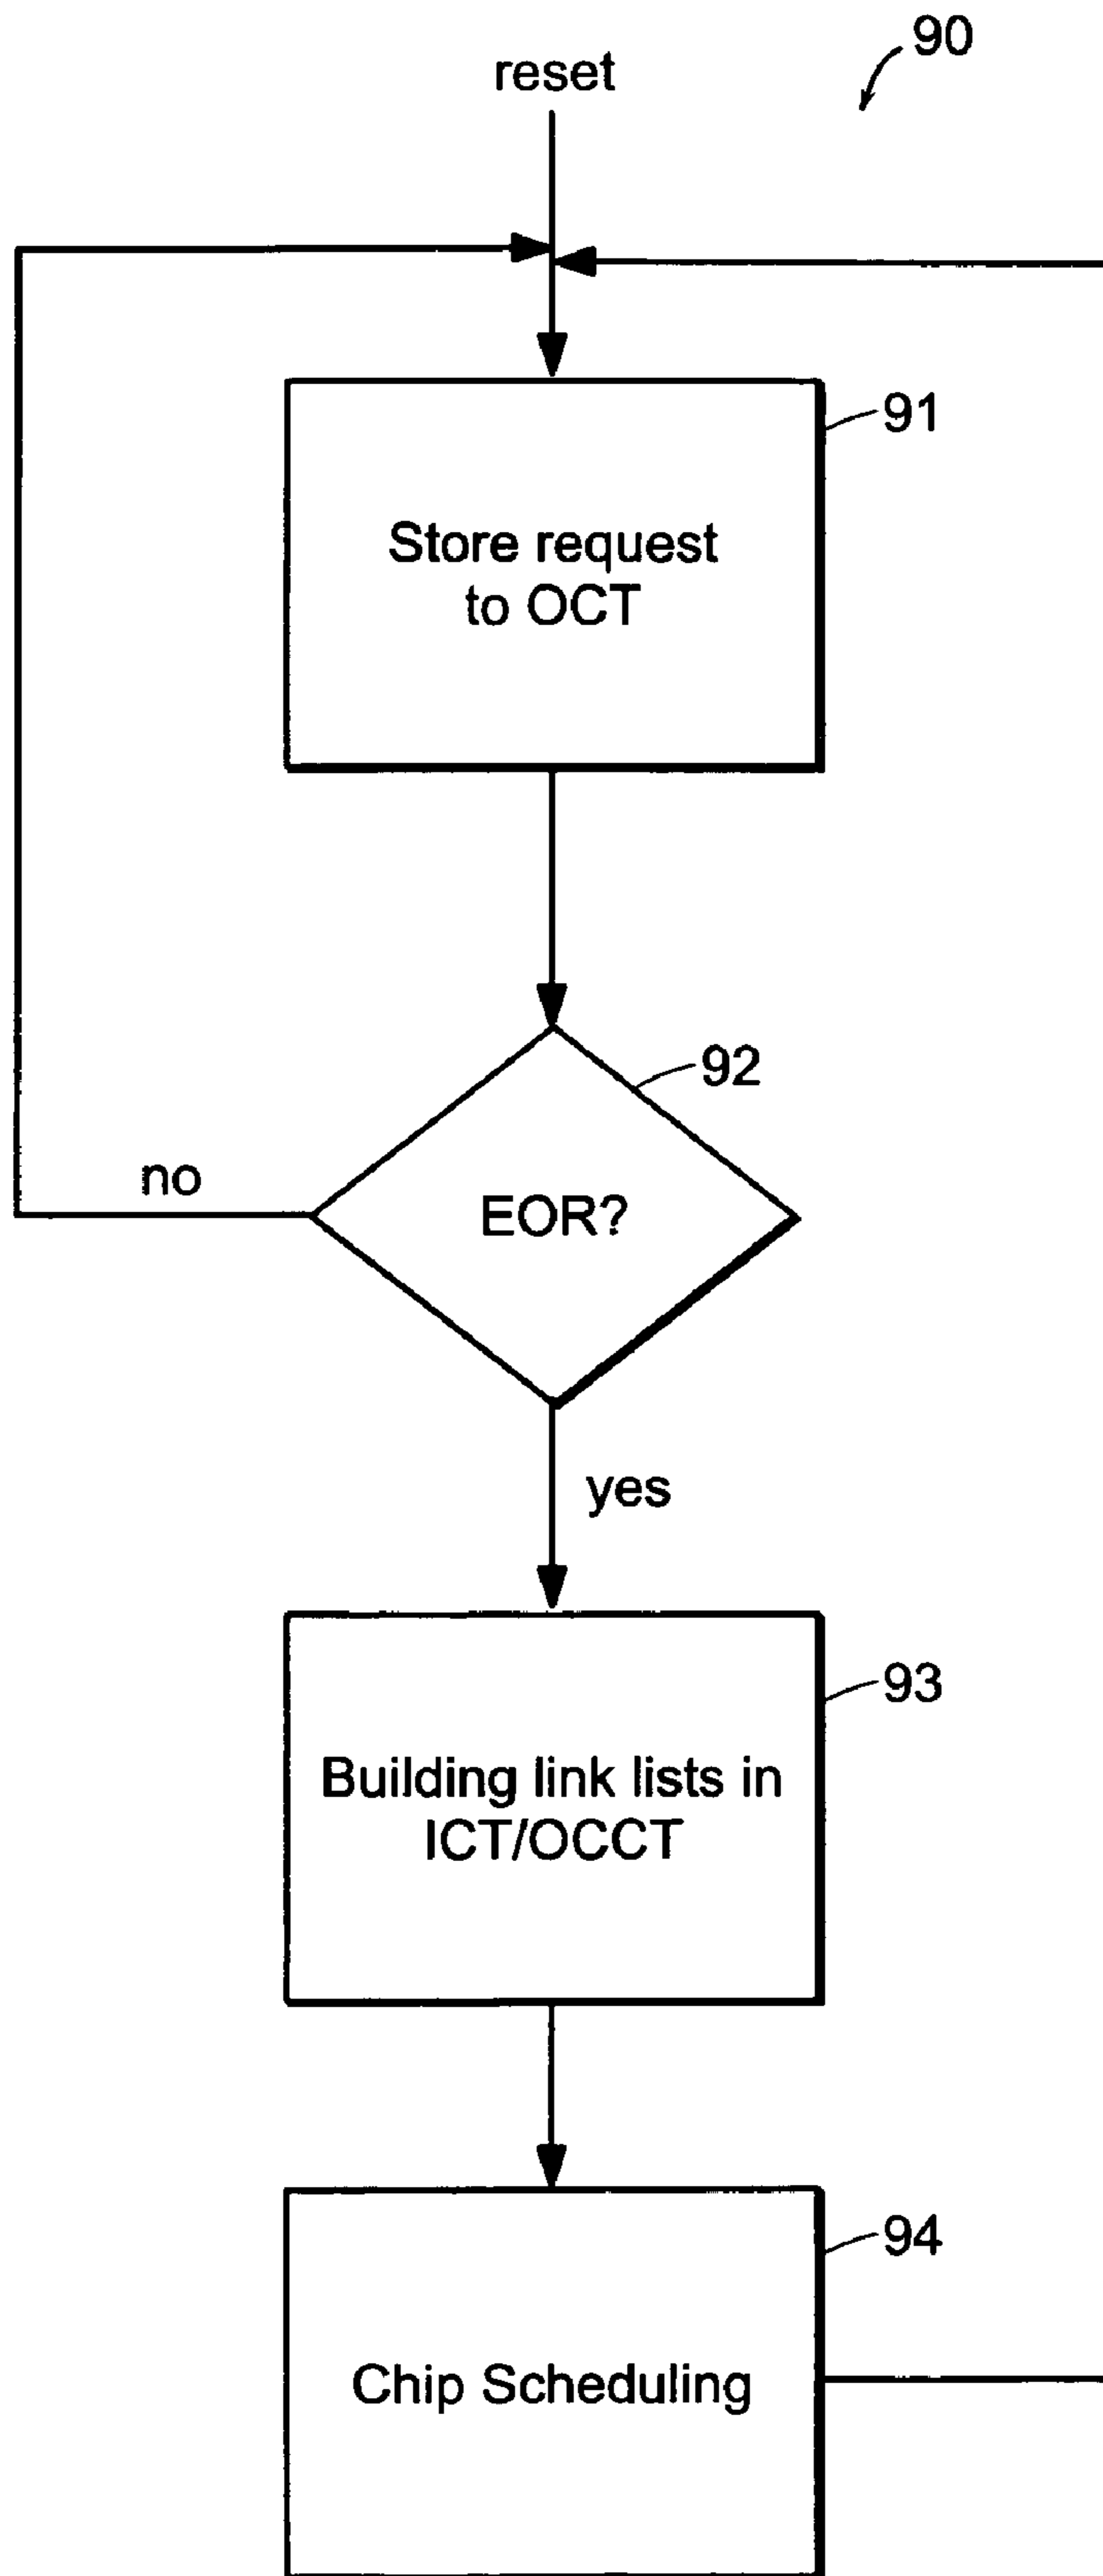 90
reset
91
Store request
to OCT
92
EOR?
no
yes
93
Building link lists in
ICT/OCCT
94
Chip Scheduling